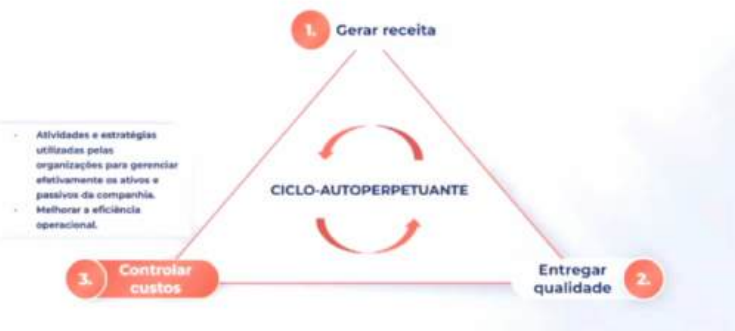 1. Gerar receita
• Atividades e estratégias
utilizadas pelas
organizações para gerenciar
efetivamente os ativos e
passivos da companhia.
• Melhorar a eficiência
operacional.
CICLO-AUTOPERPETUANTE
3. Controlar
custos
Entregar
qualidade 2.